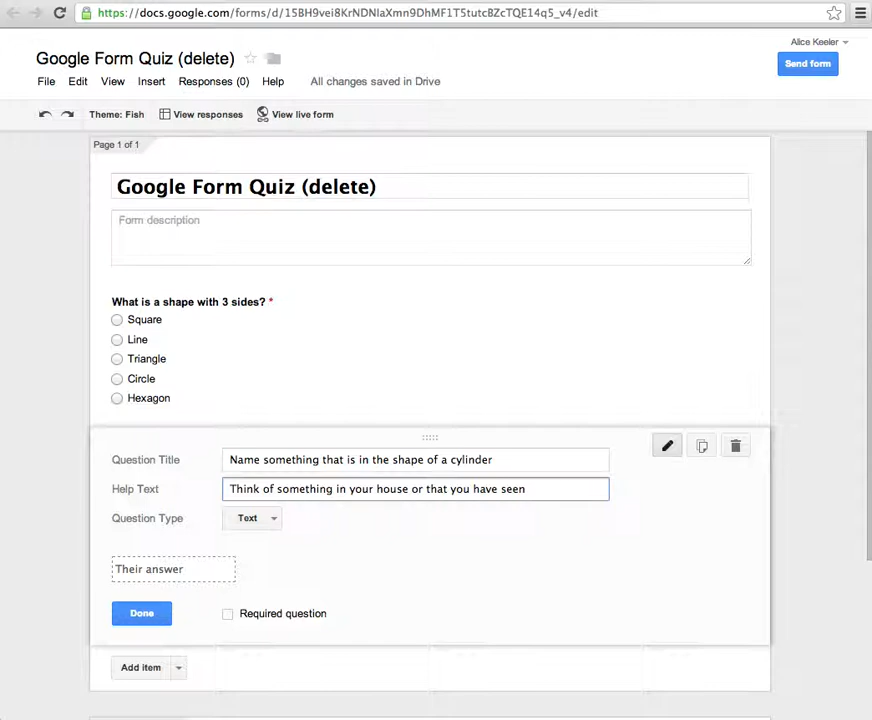 https://docs.google.com/forms/d/15BH9vei8KrNDNlaXmn9DhMF1T5tutcBZcTQE14q5_v4/edit
Alice Keeler
Google Form Quiz (delete)
Send form
File Edit View Insert Responses (0) Help All changes saved in Drive
Theme: Fish View responses View live form
Page 1 of 1
Google Form Quiz (delete)
Form description
What is a shape with 3 sides? *
Square
Line
Triangle
Circle
Hexagon
Question Title Name something that is in the shape of a cylinder
Help Text Think of something in your house or that you have seen
Question Type Text
Their answer
Done Required question
Add item